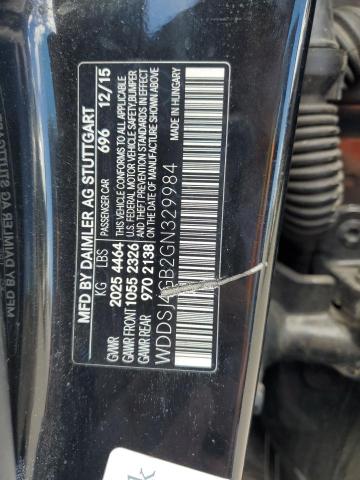 MFD BY DAIMLER AG STUTTGART
PASSENGER CAR 696 12/15
KG LBS
GAWR 2025 4464
GAWR FRONT 1055 2326
GAWR REAR 970 2138
THIS VEHICLE CONFORMS TO ALL APPLICABLE
U.S. FEDERAL MOTOR VEHICLE SAFETY, BUMPER
AND THEFT PREVENTION STANDARDS IN EFFECT
ON THE DATE OF MANUFACTURE SHOWN ABOVE
MADE IN HUNGARY
GB2GN329984